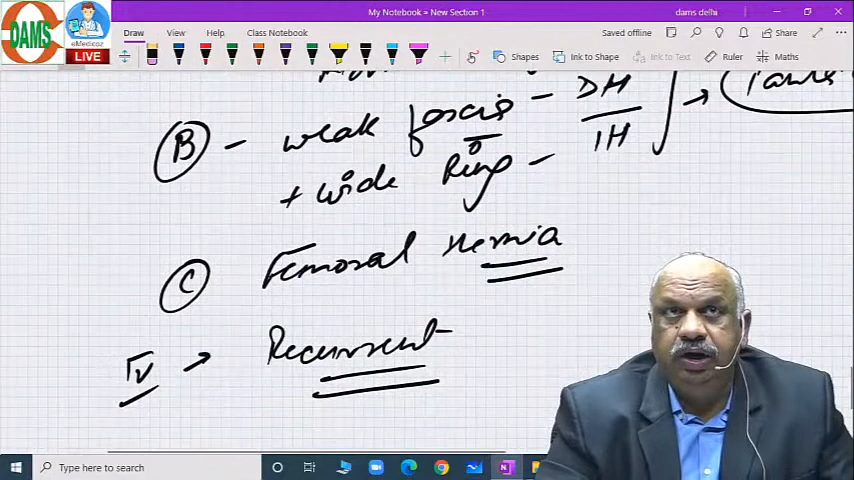 DAMS
eMedicoz
LIVE
My Notebook » New Section 1
dams delhi
Draw View Help Class Notebook
Saved offline
Share
Shapes
Ink to Shape
Ink to Text
Ruler
Maths
B - weak fascia - DH
+ wide Ring - IH
C Femoral Hernia
IV → Recurrent
Type here to search